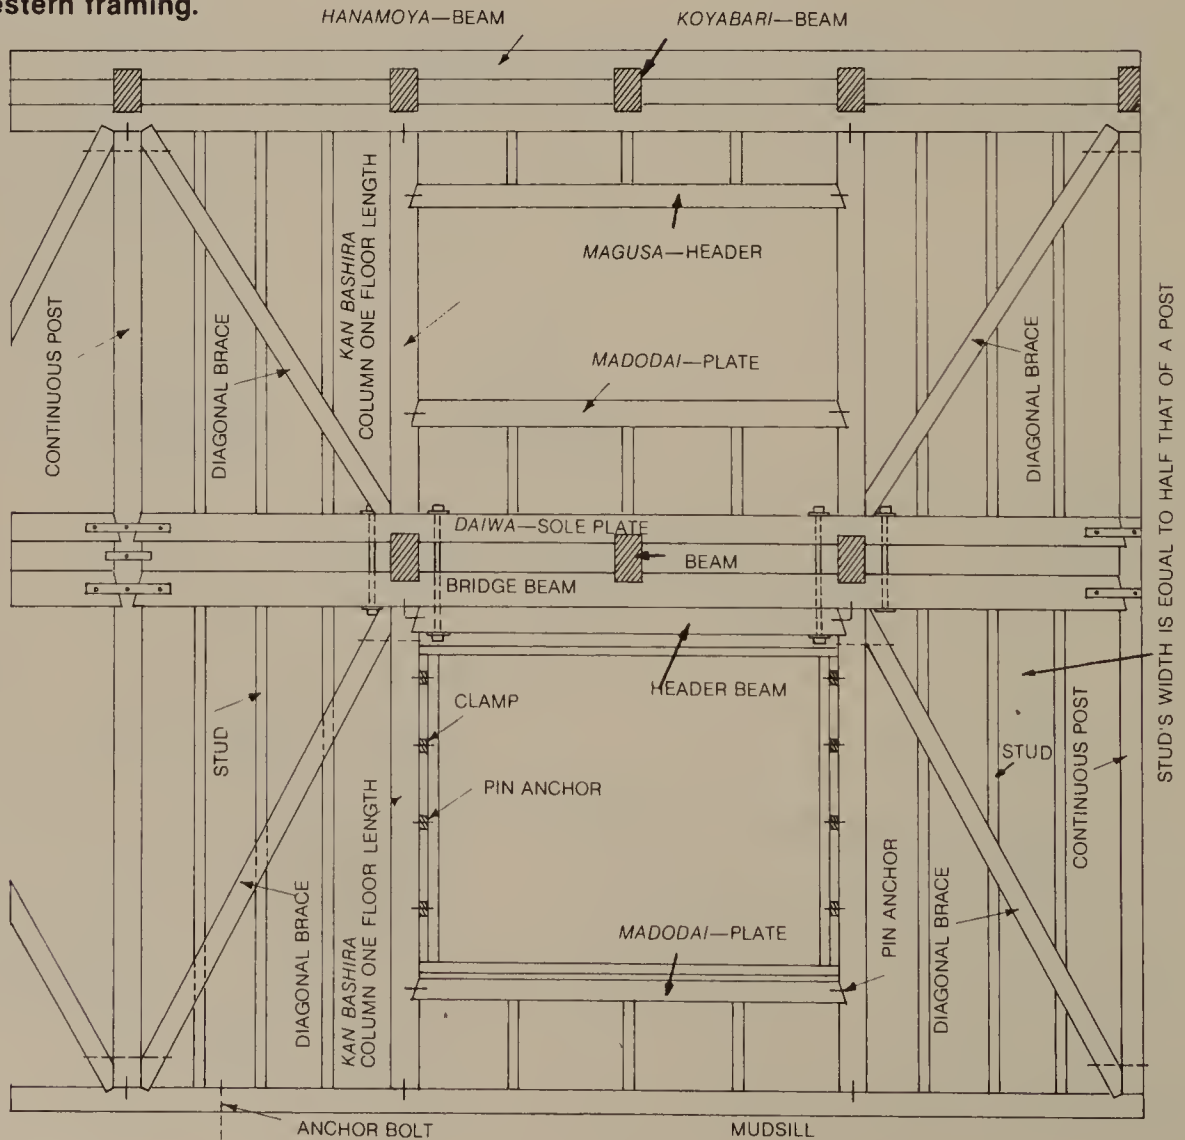 estern framing.
HANAMOYA—BEAM
KOYABARI—BEAM
KAN BASHIRA
COLUMN ONE FLOOR LENGTH
MAGUSA—HEADER
CONTINUOUS POST
DIAGONAL BRACE
MADODAI—PLATE
DIAGONAL BRACE
STUD'S WIDTH IS EQUAL TO HALF THAT OF A POST
DAIWA—SOLE PLATE
BEAM
BRIDGE BEAM
HEADER BEAM
CLAMP
STUD
STUD
CONTINUOUS POST
PIN ANCHOR
KAN BASHIRA
COLUMN ONE FLOOR LENGTH
DIAGONAL BRACE
MADODAI—PLATE
PIN ANCHOR
DIAGONAL BRACE
ANCHOR BOLT
MUDSILL